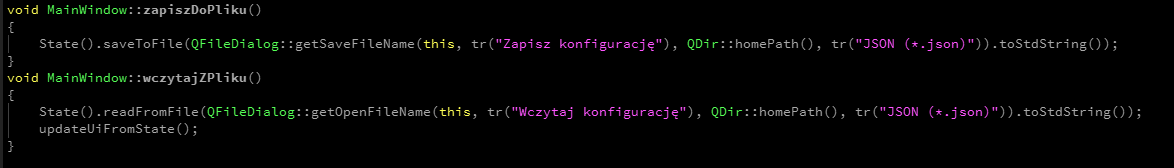 void MainWindow::zapiszDoPliku()
{
    State().saveToFile(QFileDialog::getSaveFileName(this, tr("Zapisz konfigurację"), QDir::homePath(), tr("JSON (*.json)")).toStdString());
}
void MainWindow::wczytajZPliku()
{
    State().readFromFile(QFileDialog::getOpenFileName(this, tr("Wczytaj konfigurację"), QDir::homePath(), tr("JSON (*.json)")).toStdString());
    updateUiFromState();
}